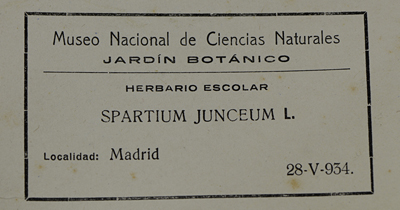 Museo Nacional de Ciencias Naturales
JARDÍN BOTÁNICO
HERBARIO ESCOLAR
SPARTIUM JUNCEUM L.
Localidad: Madrid
28-V-934.